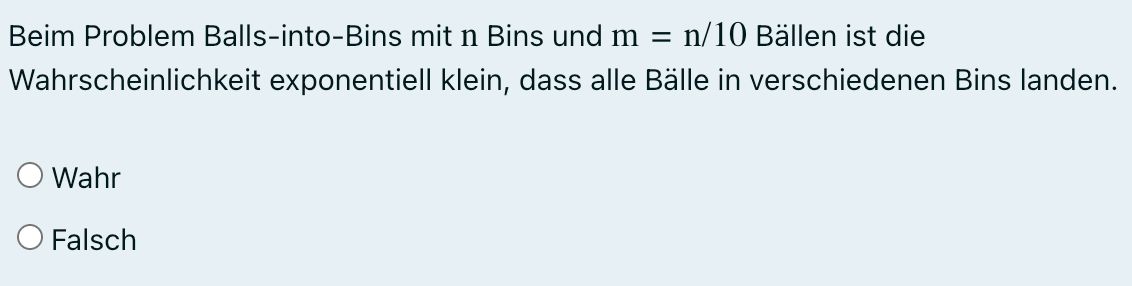 Beim Problem Balls-into-Bins mit n Bins und m = n/10 Bällen ist die
Wahrscheinlichkeit exponentiell klein, dass alle Bälle in verschiedenen Bins landen.
Wahr
Falsch